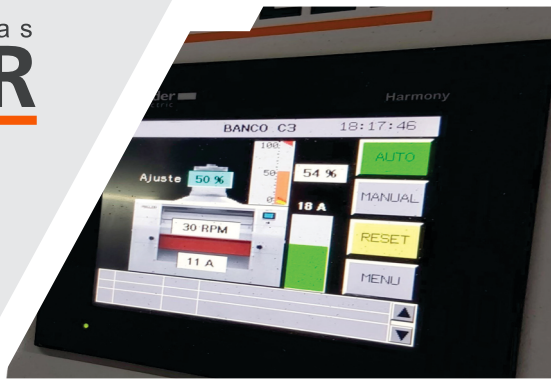 as
R
Harmony
BANCO C3 18:17:46
100
50
0
54 %
Ajuste 50 %
18 A
30 RPM
11 A
AUTO
MANUAL
RESET
MENU